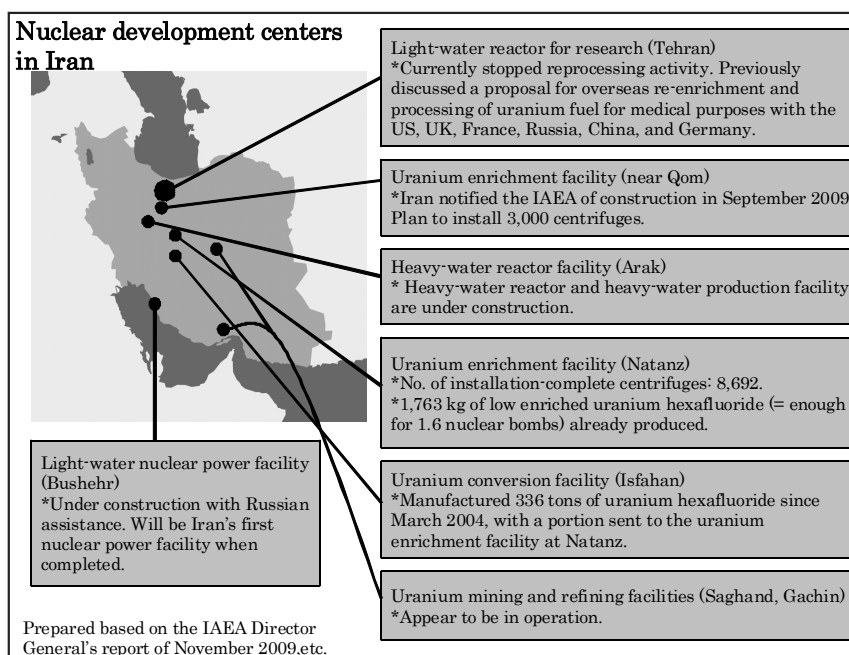 Nuclear development centers
in Iran
Light-water reactor for research (Tehran)
*Currently stopped reprocessing activity. Previously
discussed a proposal for overseas re-enrichment and
processing of uranium fuel for medical purposes with the
US, UK, France, Russia, China, and Germany.
Uranium enrichment facility (near Qom)
*Iran notified the IAEA of construction in September 2009
Plan to install 3,000 centrifuges.
Heavy-water reactor facility (Arak)
* Heavy-water reactor and heavy-water production facility
are under construction.
Uranium enrichment facility (Natanz)
*No. of installation-complete centrifuges: 8,692.
*1,763 kg of low enriched uranium hexafluoride (= enough
for 1.6 nuclear bombs) already produced.
Light-water nuclear power facility
(Bushehr)
*Under construction with Russian
assistance. Will be Iran's first
nuclear power facility when
completed.
Uranium conversion facility (Isfahan)
*Manufactured 336 tons of uranium hexafluoride since
March 2004, with a portion sent to the uranium
enrichment facility at Natanz.
Uranium mining and refining facilities (Saghand, Gachin)
*Appear to be in operation.
Prepared based on the IAEA Director
General's report of November 2009,etc.